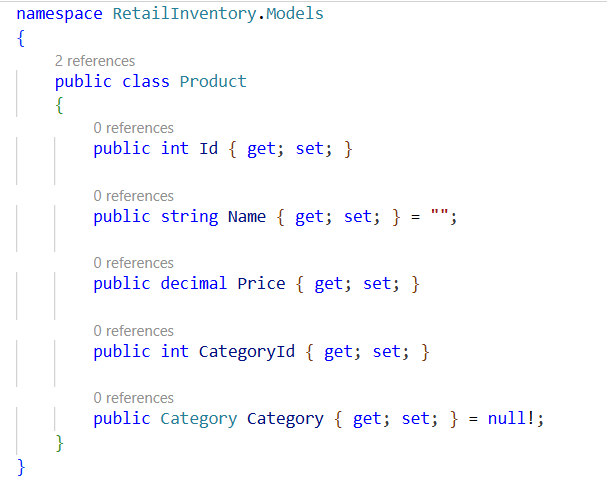 namespace RetailInventory.Models
{
2 references
public class Product
{
0 references
public int Id { get; set; }
0 references
public string Name { get; set; } = "";
0 references
public decimal Price { get; set; }
0 references
public int CategoryId { get; set; }
0 references
public Category Category { get; set; } = null!;
}
}